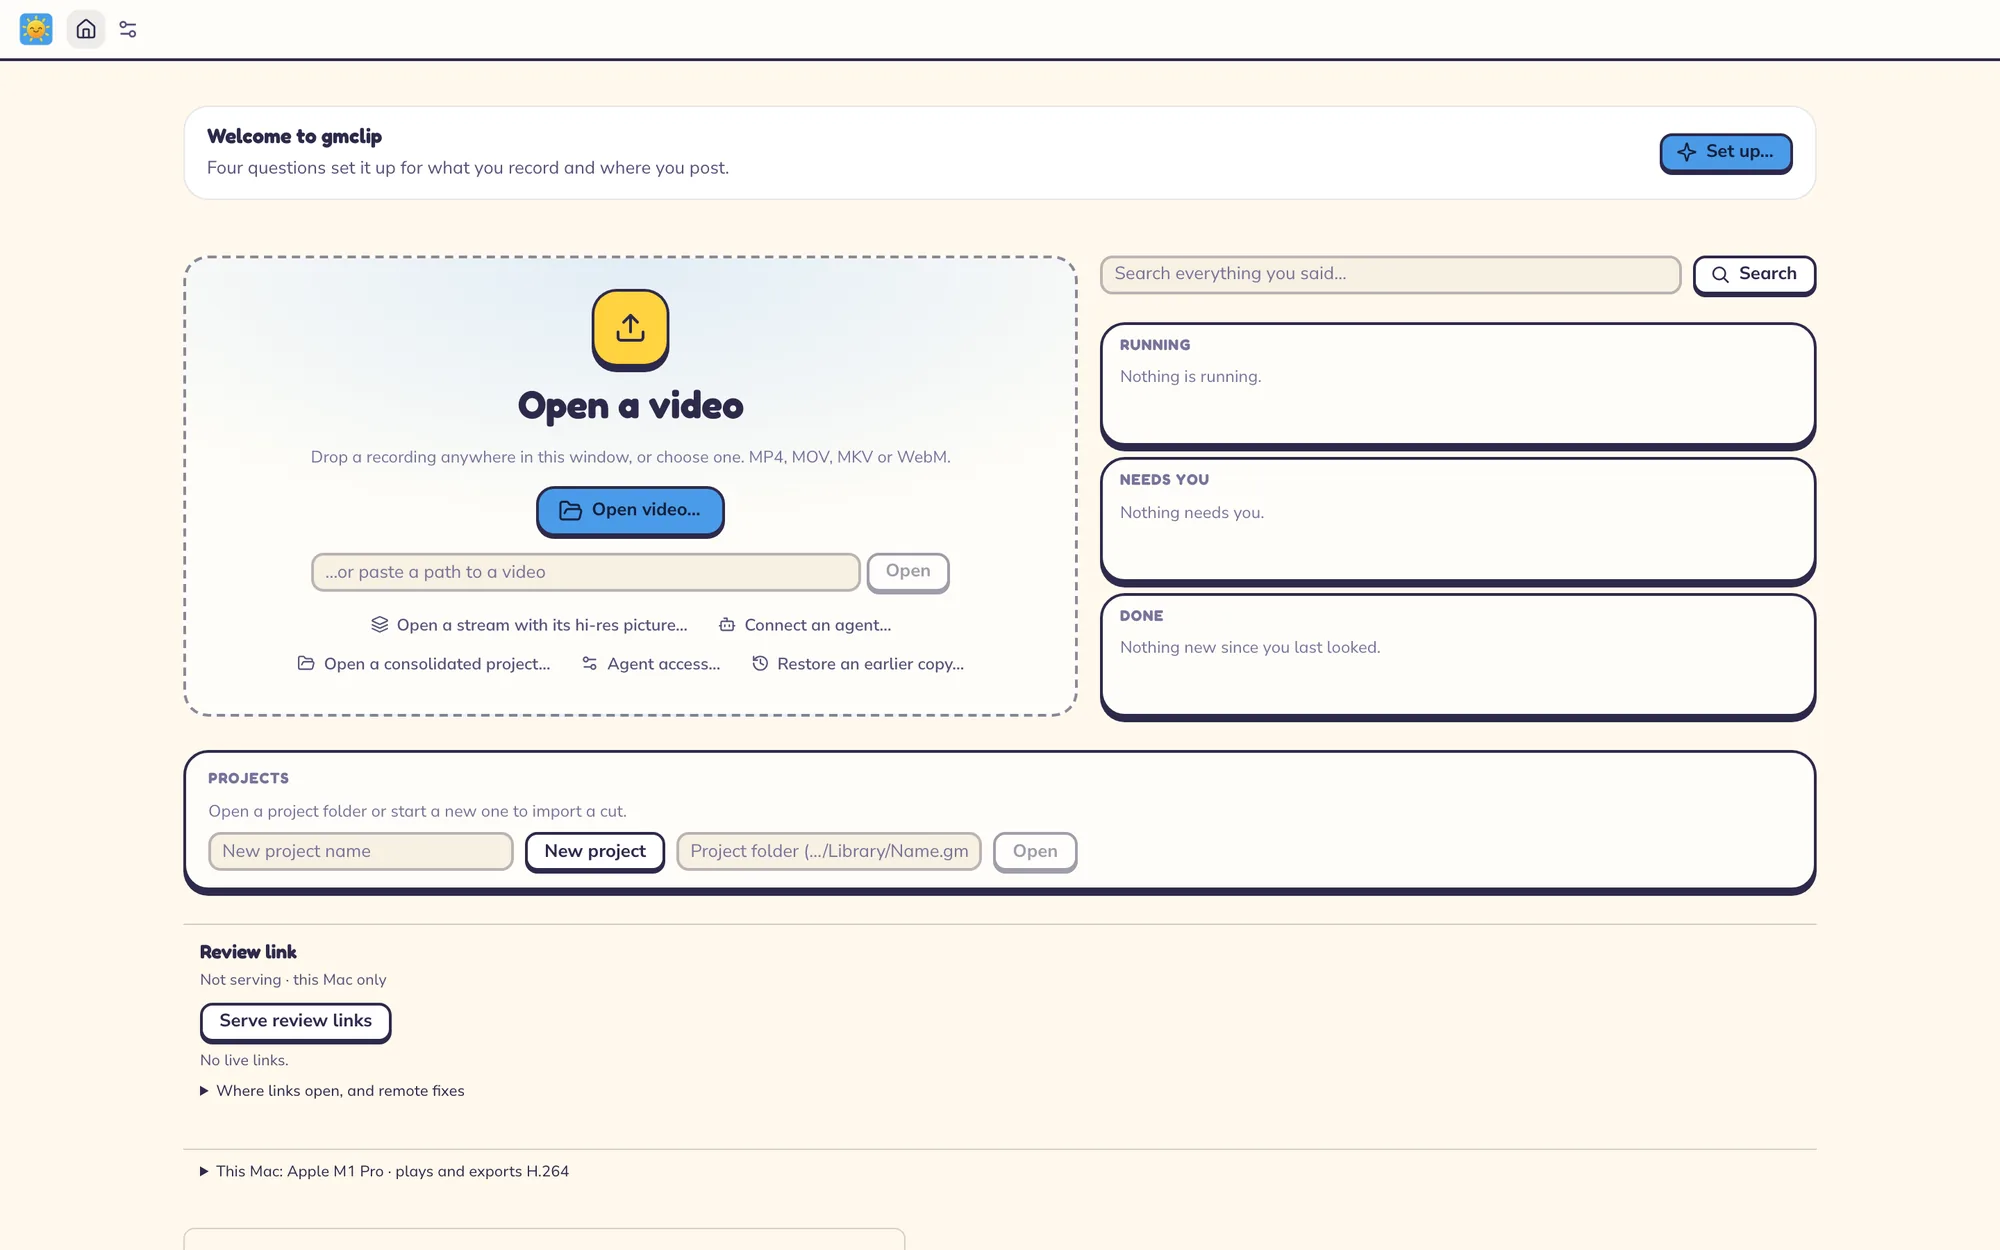 Welcome to gmclip
Four questions set it up for what you record and where you post.
Set up...
Open a video
Drop a recording anywhere in this window, or choose one. MP4, MOV, MKV or WebM.
Open video...
...or paste a path to a video
Open
Open a stream with its hi-res picture...
Connect an agent...
Open a consolidated project...
Agent access...
Restore an earlier copy...
Search everything you said...
Search
RUNNING
Nothing is running.
NEEDS YOU
Nothing needs you.
DONE
Nothing new since you last looked.
PROJECTS
Open a project folder or start a new one to import a cut.
New project name
New project
Project folder (.../Library/Name.gm
Open
Review link
Not serving · this Mac only
Serve review links
No live links.
Where links open, and remote fixes
This Mac: Apple M1 Pro · plays and exports H.264